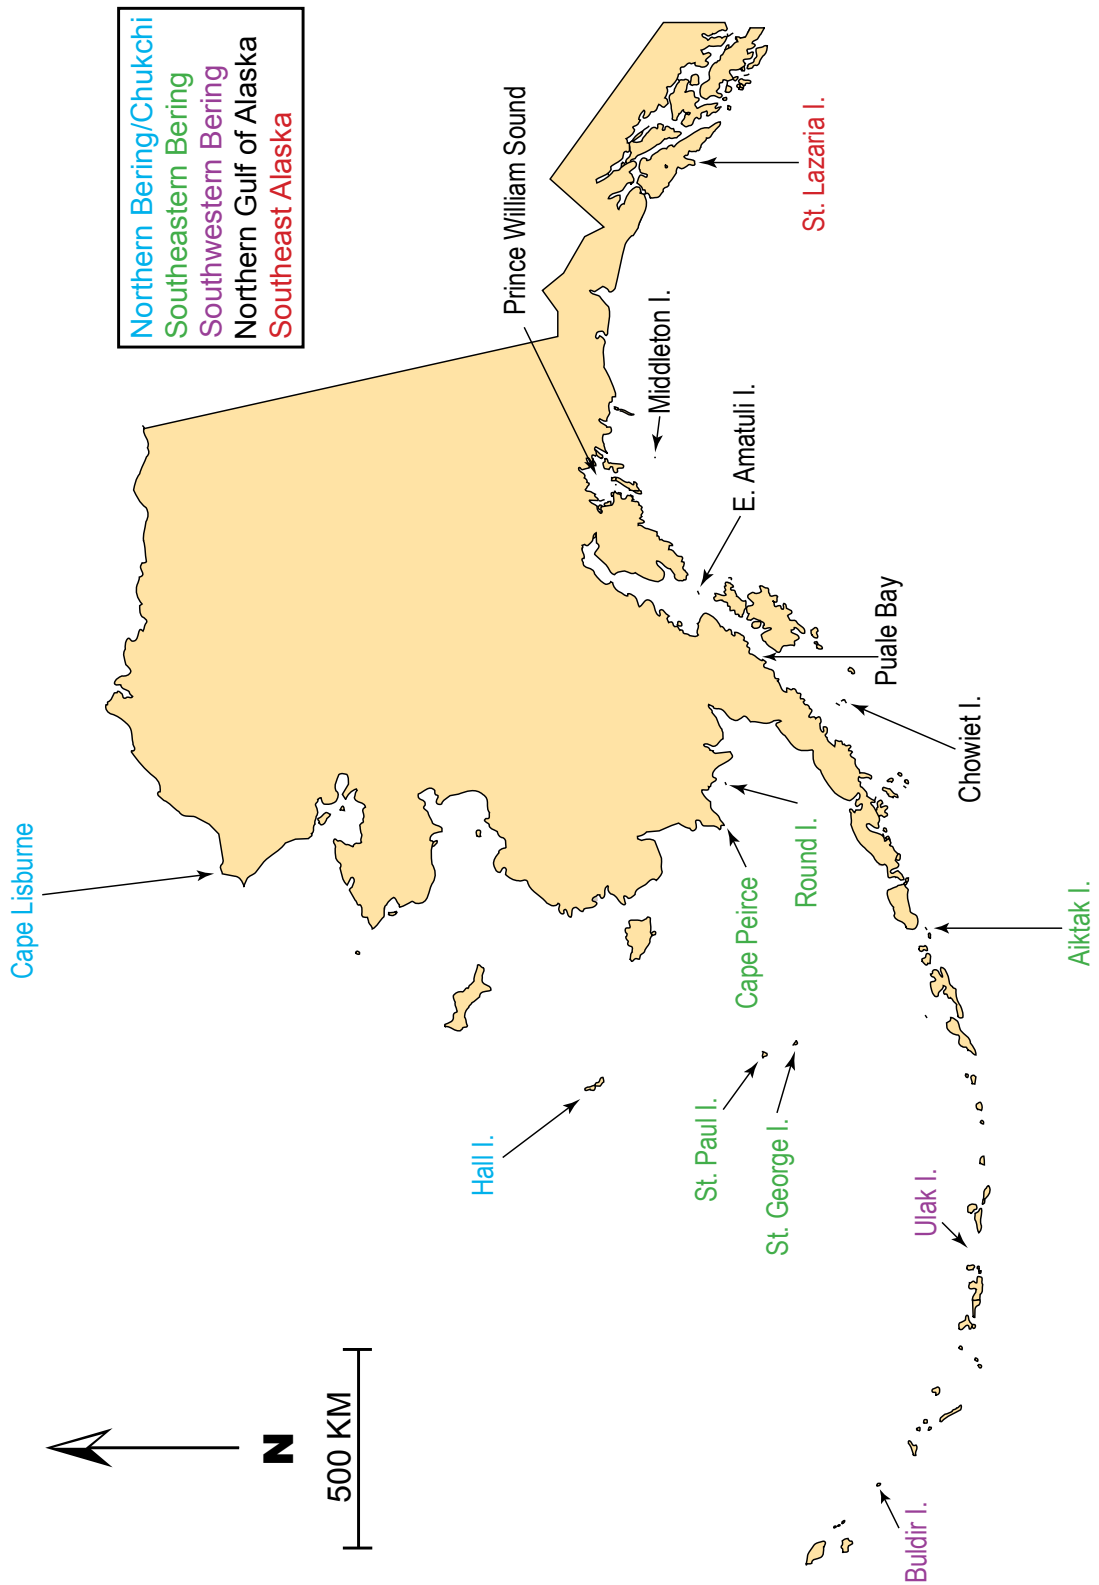 Northern Bering/Chukchi
Southeastern Bering
Southwestern Bering
Northern Gulf of Alaska
Southeast Alaska
Cape Lisburne
Prince William Sound
St. Lazaria I.
Middleton I.
E. Amatuli I.
Puale Bay
Chowiet I.
Round I.
Cape Peirce
Aiktak I.
Hall I.
St. Paul I.
St. George I.
Ulak I.
Buldir I.
N
500 KM